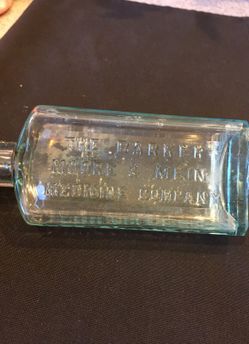 THE PARKER
MOORE & MEIN
MEDICINE COMPANY